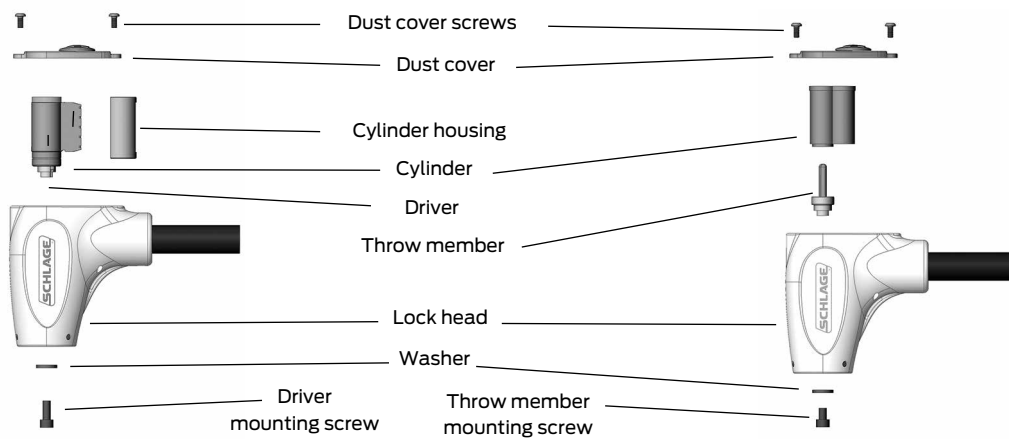 Dust cover screws
Dust cover
Cylinder housing
Cylinder
Driver
Throw member
SCHLAGE
SCHLAGE
Lock head
Washer
Driver
mounting screw
Throw member
mounting screw